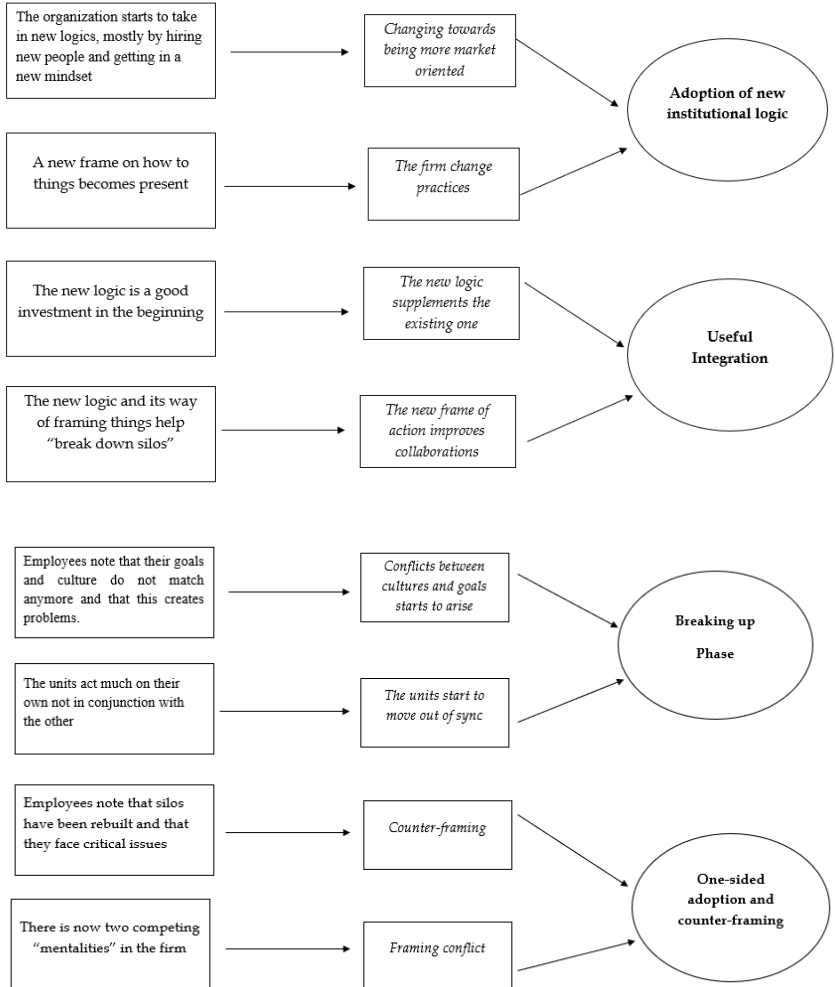 The organization starts to take
in new logics, mostly by hiring
new people and getting in a
new mindset
Changing towards
being more market
oriented
Adoption of new
institutional logic
A new frame on how to
things becomes present
The firm change
practices
The new logic is a good
investment in the beginning
The new logic
supplements the
existing one
Useful
Integration
The new logic and its way
of framing things help
“break down silos”
The new frame of
action improves
collaborations
Employees note that their goals
and culture do not match
anymore and that this creates
problems.
Conflicts between
cultures and goals
starts to arise
Breaking up
Phase
The units act much on their
own not in conjunction with
the other
The units start to
move out of sync
Employees note that silos
have been rebuilt and that
they face critical issues
Counter-framing
One-sided
adoption and
counter-framing
There is now two competing
“mentalities” in the firm
Framing conflict